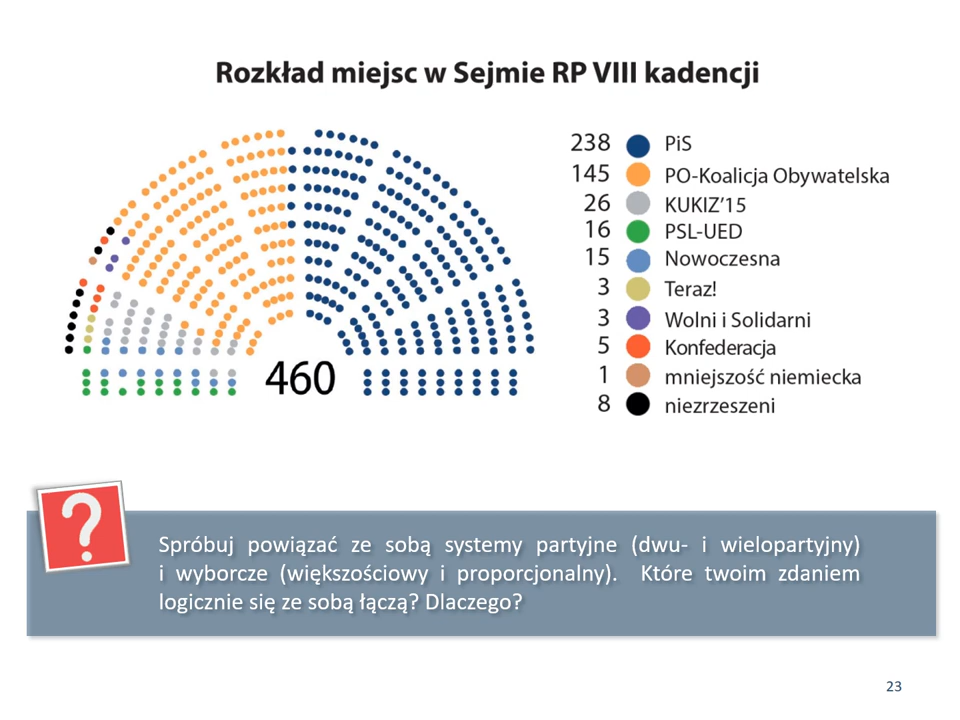 Rozkład miejsc w Sejmie RP VIII kadencji
238 PiS
145 PO-Koalicja Obywatelska
26 KUKIZ’15
16 PSL-UED
15 Nowoczesna
3 Teraz!
3 Wolni i Solidarni
5 Konfederacja
1 mniejszość niemiecka
8 niezrzeszeni
460
?
Spróbuj powiązać ze sobą systemy partyjne (dwu- i wielopartyjny)
i wyborcze (większościowy i proporcjonalny). Które twoim zdaniem
logicznie się ze sobą łączą? Dlaczego?
23